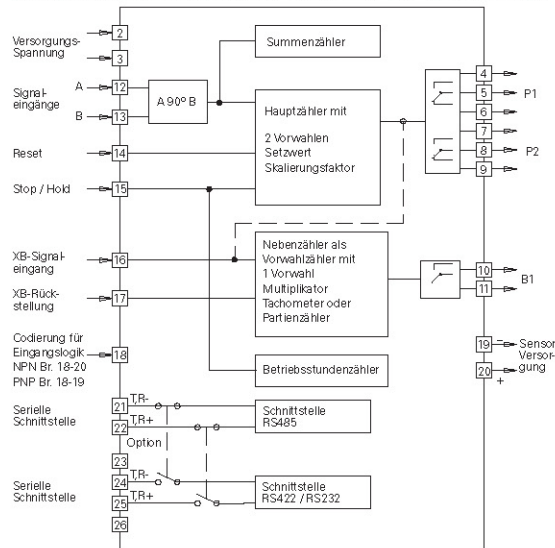 Versorgungs-
Spannung
2
3
Summenzähler
Signal-
eingänge
A
B
12
13
A 90° B
Hauptzähler mit
2 Vorwahlen
Setzwert
Skalierungsfaktor
4
5
6
7
8
9
P1
P2
Reset
14
Stop / Hold
15
XB-Signal-
eingang
16
XB-Rück-
stellung
17
Nebenzähler als
Vorwahlzähler mit
1 Vorwahl
Multiplikator
Tachometer oder
Partienzähler
10
11
B1
Codierung für
Eingangslogik
NPN Br. 18-20
PNP Br. 18-19
18
Betriebsstundenzähler
19
20
−
+
Sensor
Versor-
gung
Serielle
Schnittstelle
21
22
T,R-
T,R+
Schnittstelle
RS485
Option
23
Serielle
Schnittstelle
24
25
T,R-
T,R+
Schnittstelle
RS422 / RS232
26